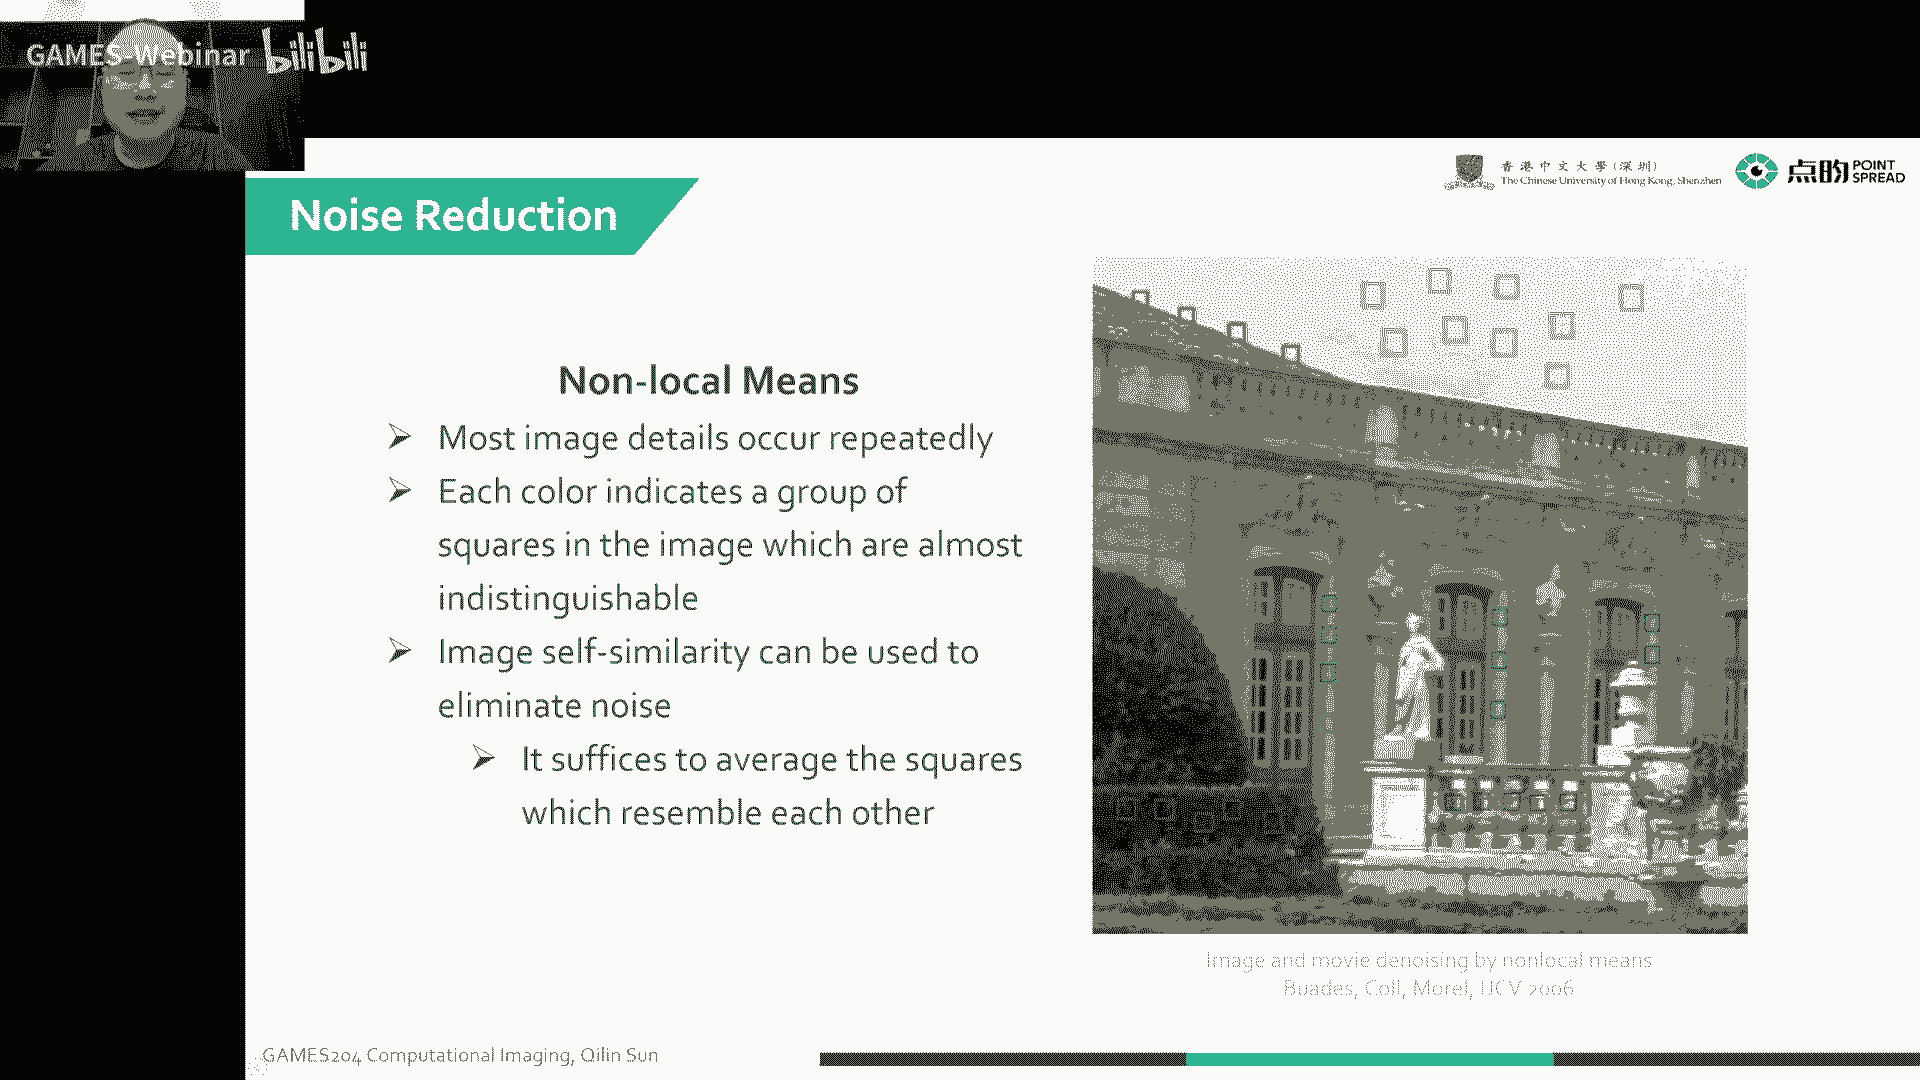 GAMES-Webinar bilibili
香港中文大學(深圳)
The Chinese University of Hong Kong, Shenzhen
点昀 POINT
SPREAD
Noise Reduction
Non-local Means
Most image details occur repeatedly
Each color indicates a group of
squares in the image which are almost
indistinguishable
Image self-similarity can be used to
eliminate noise
It suffices to average the squares
which resemble each other
Image and movie denoising by nonlocal means
Buades, Coll, Morel, IJCV 2006
GAMES204 Computational Imaging, Qilin Sun